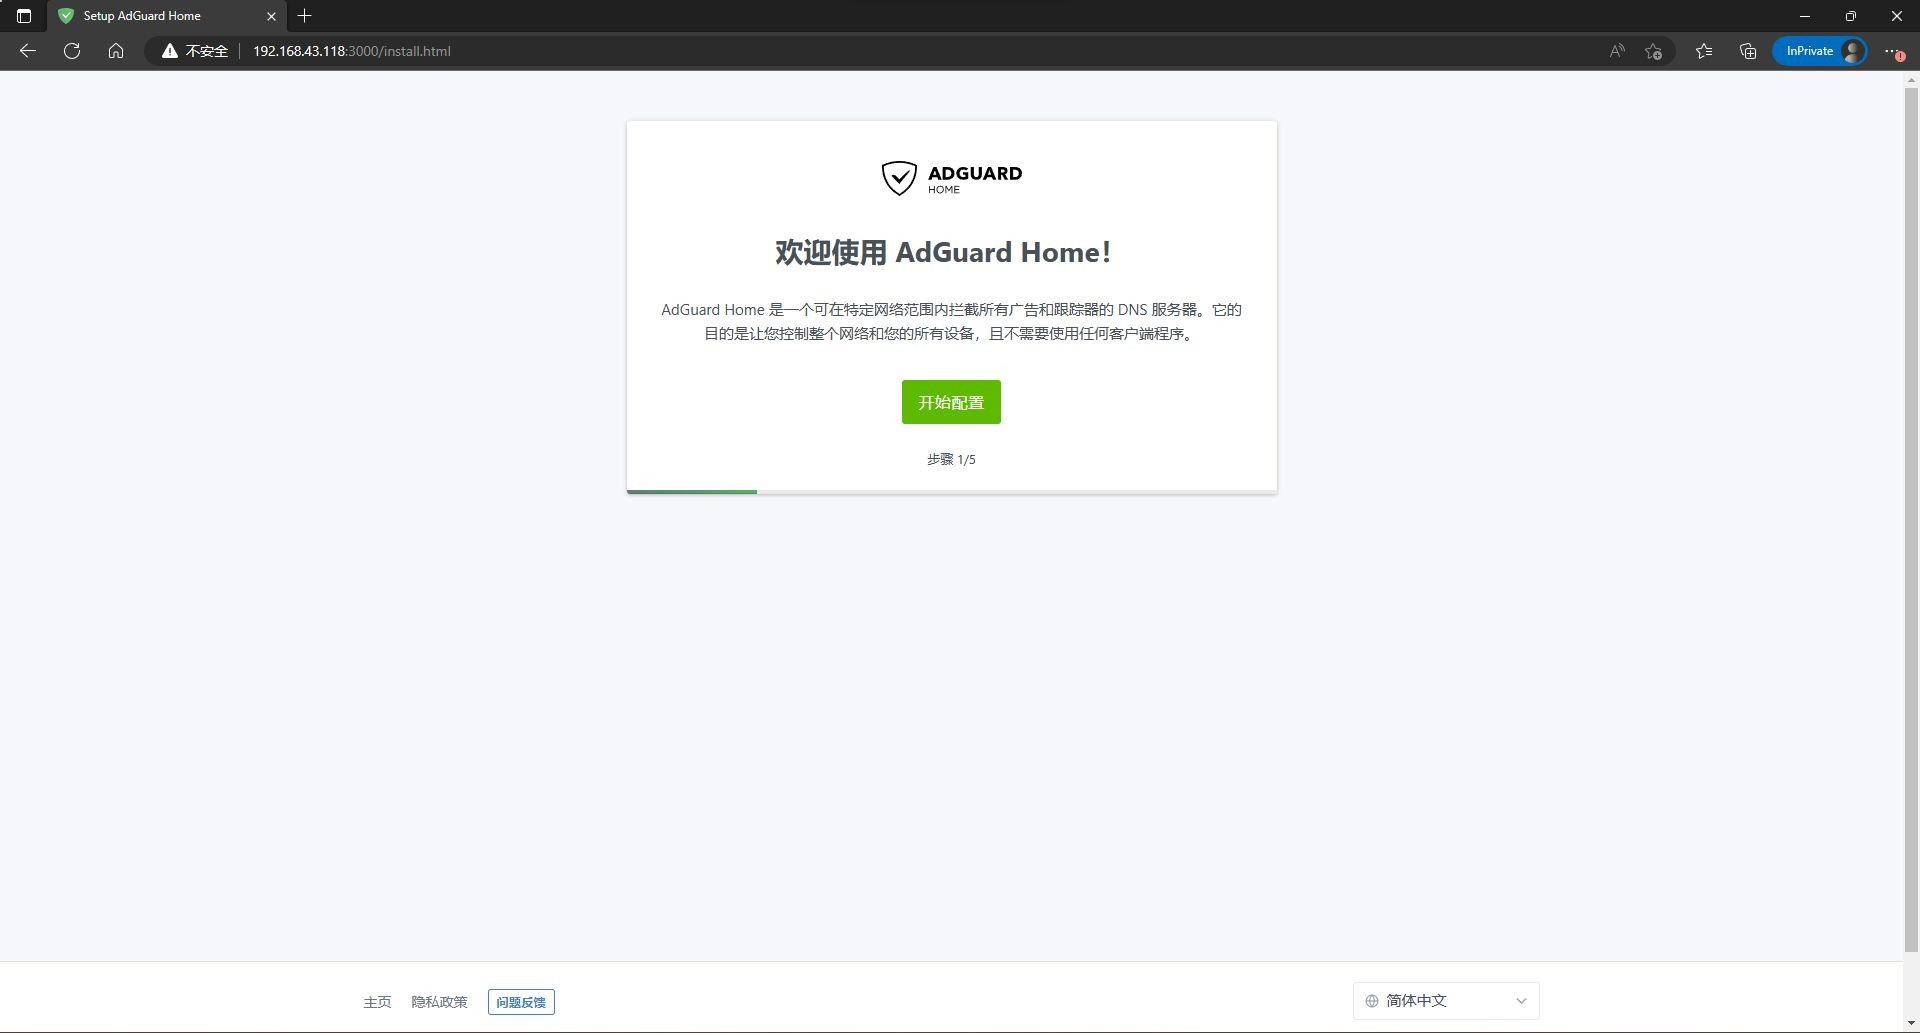 Setup AdGuard Home
不安全
192.168.43.118:3000/install.html
InPrivate
ADGUARD
HOME
欢迎使用 AdGuard Home！
AdGuard Home 是一个可在特定网络范围内拦截所有广告和跟踪器的 DNS 服务器。它的
目的是让您控制整个网络和您的所有设备，且不需要使用任何客户端程序。
开始配置
步骤 1/5
主页
隐私政策
问题反馈
简体中文